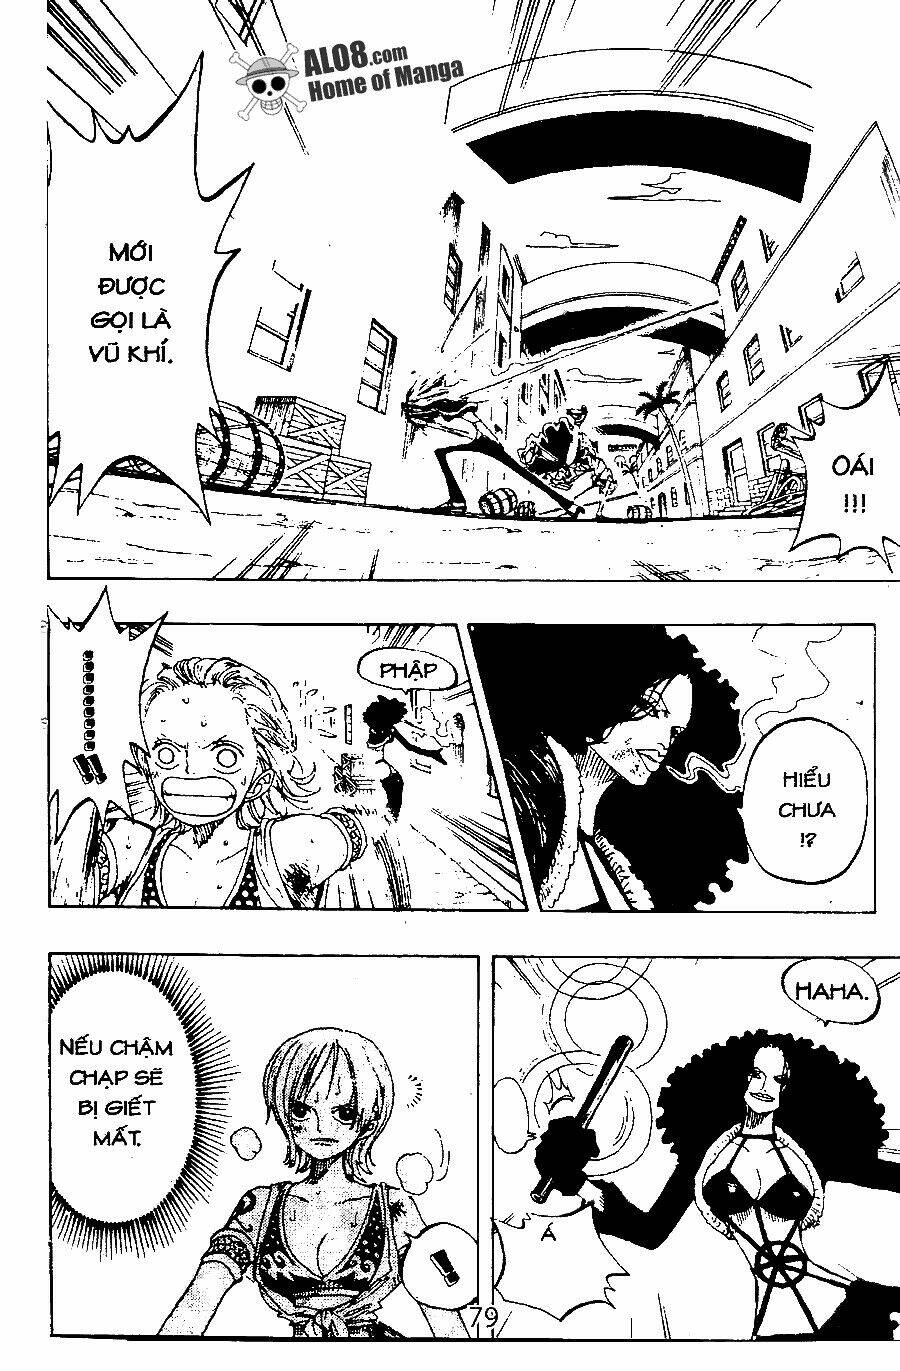 AL08.com
Home of Manga
MỚI
ĐƯỢC
GỌI LÀ
VŨ KHÍ.
OÁI
!!!
!!
PHẬP
HIỂU
CHƯA
!?
NẾU CHẬM
CHẠP SẼ
BỊ GIẾT
MẤT.
!!
HAHA.
Á
79